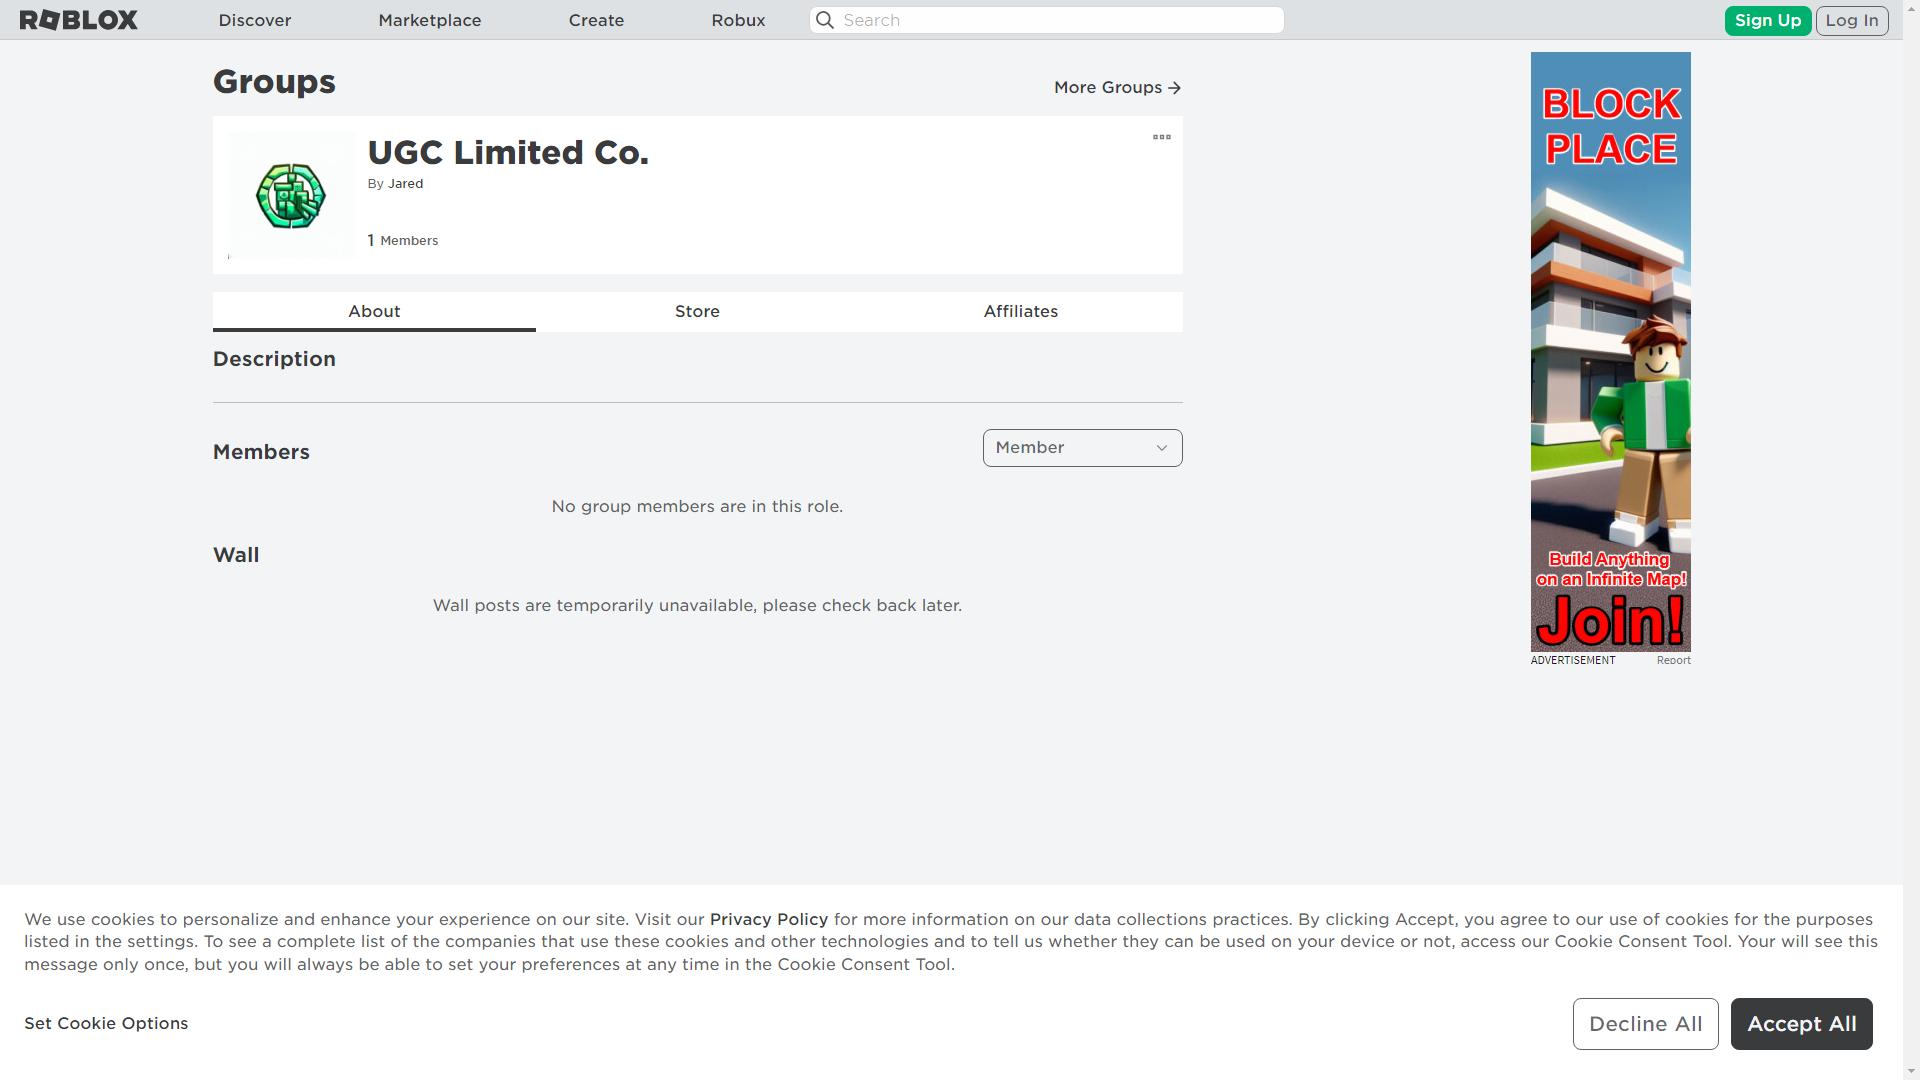 ROBLOX
Discover
Marketplace
Create
Robux
Search
Sign Up
Log In
Groups
More Groups
UGC Limited Co.
By Jared
1 Members
About
Store
Affiliates
Description
Members
Member
No group members are in this role.
Wall
Wall posts are temporarily unavailable, please check back later.
BLOCK
PLACE
Build Anything
on an Infinite Map!
Join!
ADVERTISEMENT
Report
We use cookies to personalize and enhance your experience on our site. Visit our Privacy Policy for more information on our data collections practices. By clicking Accept, you agree to our use of cookies for the purposes
listed in the settings. To see a complete list of the companies that use these cookies and other technologies and to tell us whether they can be used on your device or not, access our Cookie Consent Tool. Your will see this
message only once, but you will always be able to set your preferences at any time in the Cookie Consent Tool.
Set Cookie Options
Decline All
Accept All